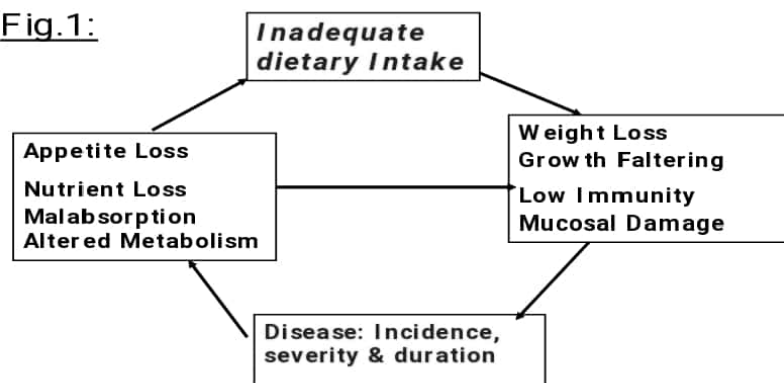 Fig.1:
Inadequate
dietary Intake
Appetite Loss
Nutrient Loss
Malabsorption
Altered Metabolism
Weight Loss
Growth Faltering
Low Immunity
Mucosal Damage
Disease: Incidence,
severity & duration